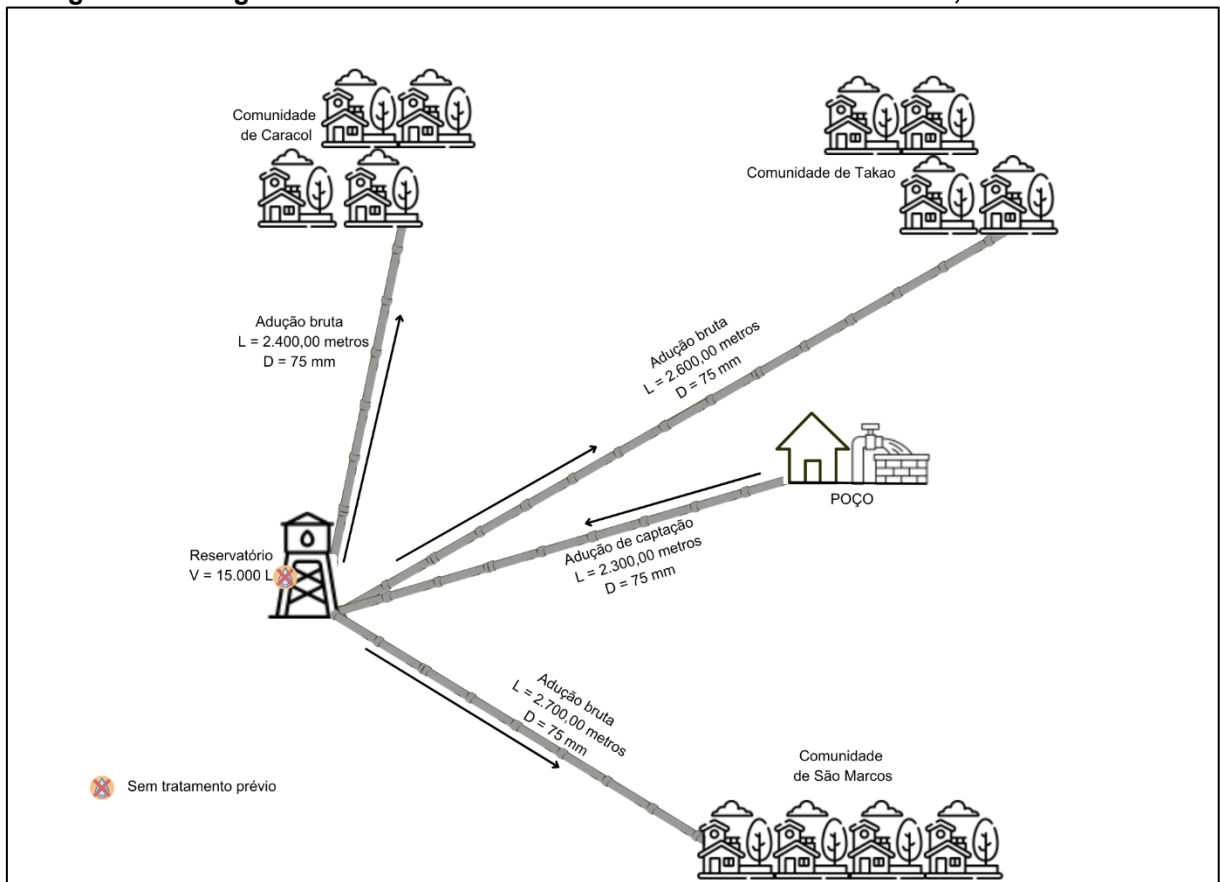 Comunidade
de Caracol
Comunidade de Takao
Adução bruta
L = 2.400,00 metros
D = 75 mm
Adução bruta
L = 2.600,00 metros
D = 75 mm
POÇO
Adução de captação
L = 2.300,00 metros
D = 75 mm
Reservatório
V = 15.000 L
Adução bruta
L = 2.700,00 metros
D = 75 mm
Comunidade
de São Marcos
Sem tratamento prévio